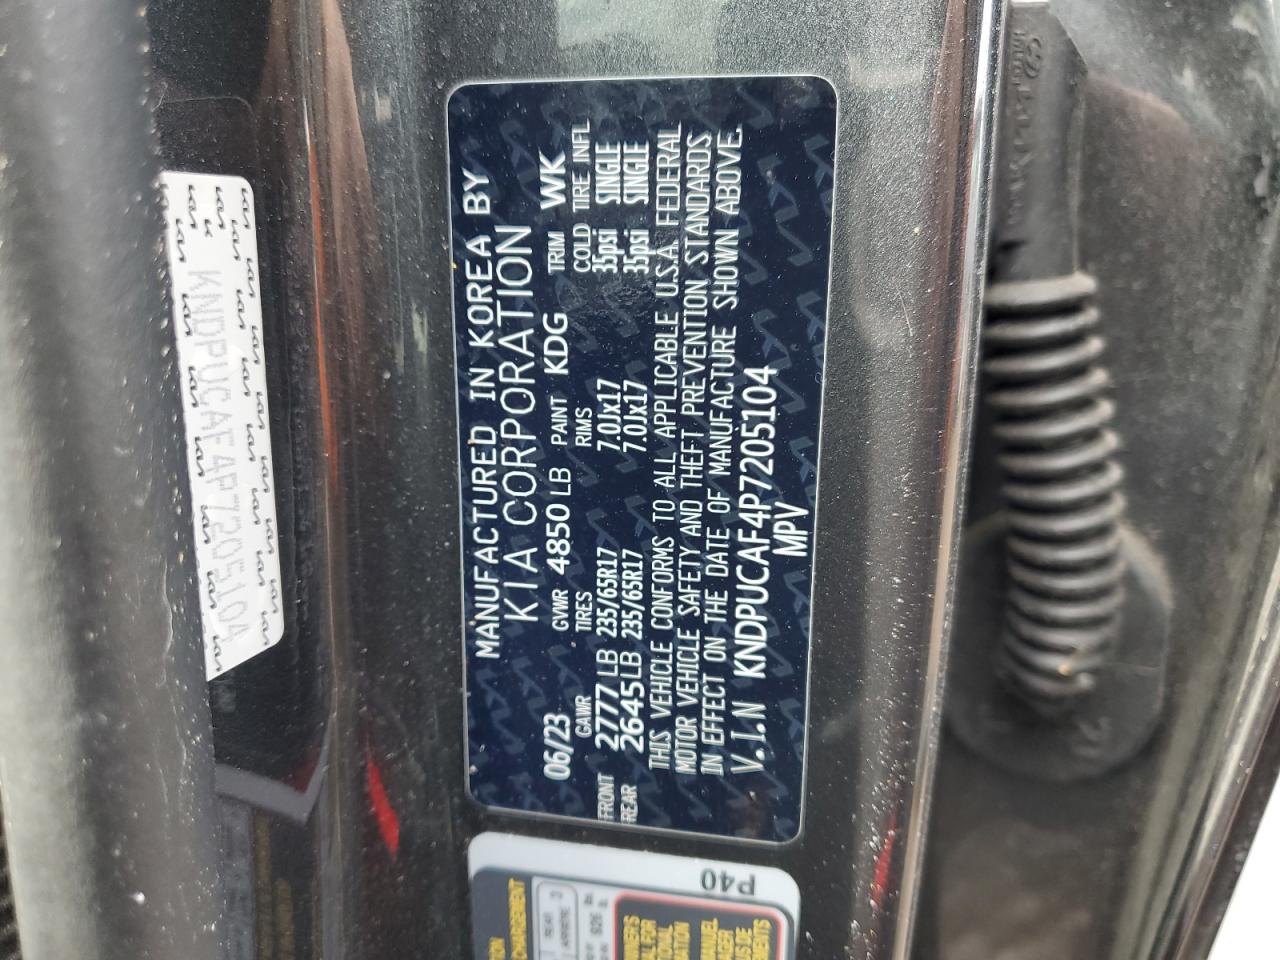 MANUFACTURED IN KOREA BY
KIA CORPORATION
06/23 GVWR 4850 LB PAINT KDG TRIM WK
GAWR TIRES RIMS COLD TIRE INFL
FRONT 2777 LB 235/65R17 7.0Jx17 35psi SINGLE
REAR 2645 LB 235/65R17 7.0Jx17 35psi SINGLE
THIS VEHICLE CONFORMS TO ALL APPLICABLE U.S.A. FEDERAL
MOTOR VEHICLE SAFETY AND THEFT PREVENTION STANDARDS
IN EFFECT ON THE DATE OF MANUFACTURE SHOWN ABOVE.
V.I.N KNDPUCAF4P7205104
MPV
KNDPUCAF4P7205104
P40